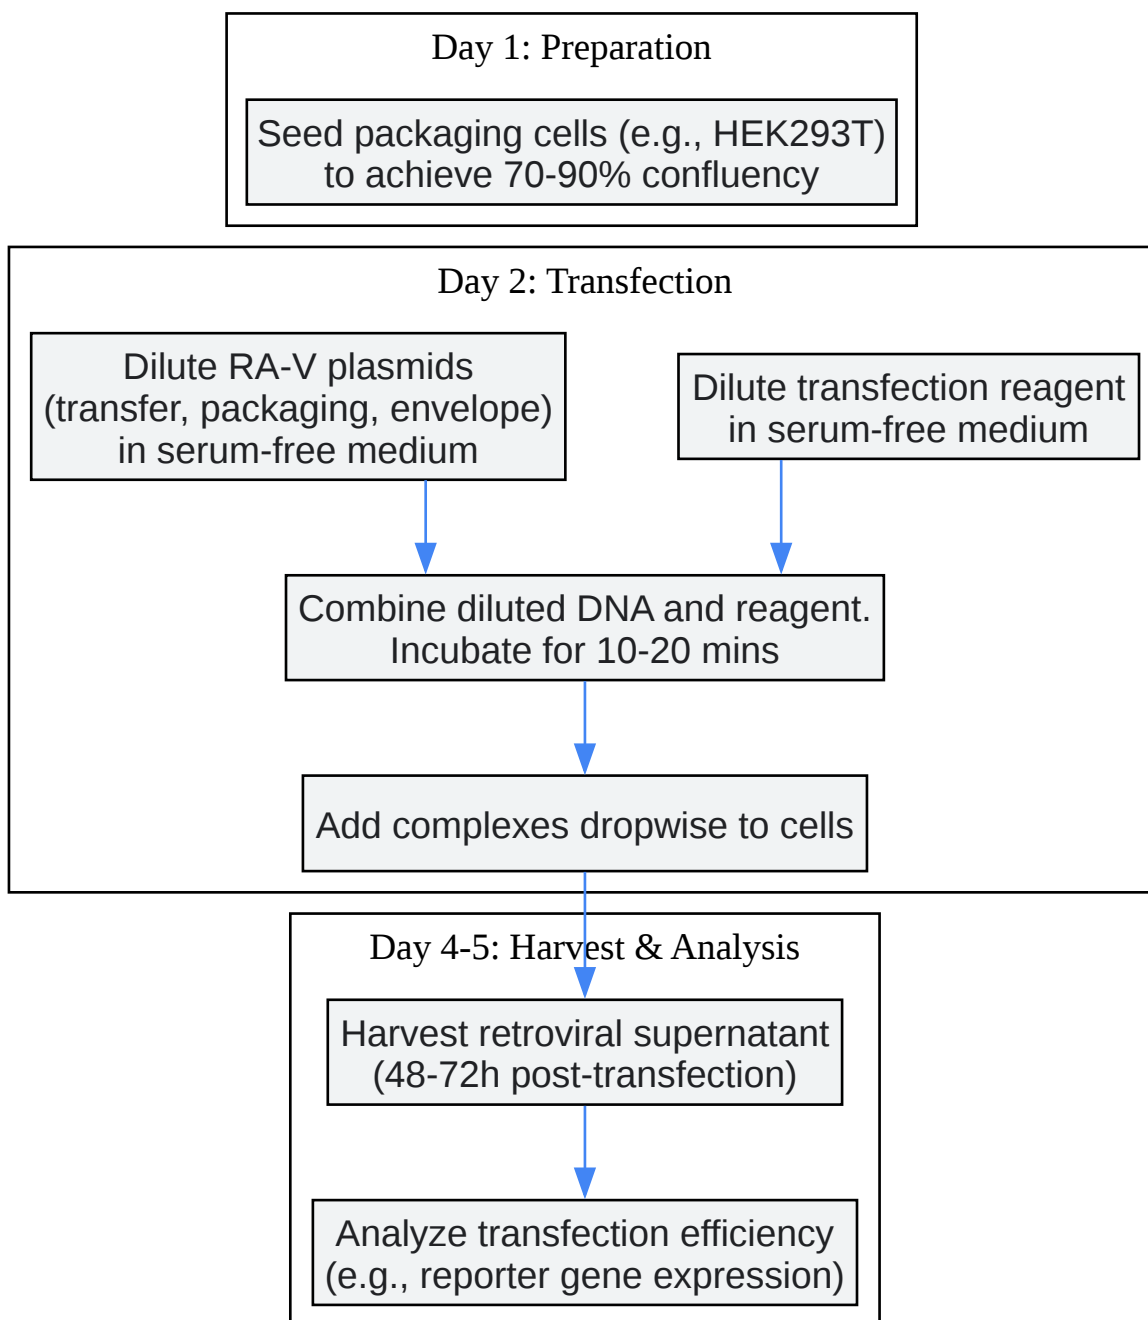 Day 1: Preparation
Seed packaging cells (e.g., HEK293T)
to achieve 70-90% confluency
Day 2: Transfection
Dilute RA-V plasmids
(transfer, packaging, envelope)
in serum-free medium
Dilute transfection reagent
in serum-free medium
Combine diluted DNA and reagent.
Incubate for 10-20 mins
Add complexes dropwise to cells
Day 4-5: Harvest & Analysis
Harvest retroviral supernatant
(48-72h post-transfection)
Analyze transfection efficiency
(e.g., reporter gene expression)